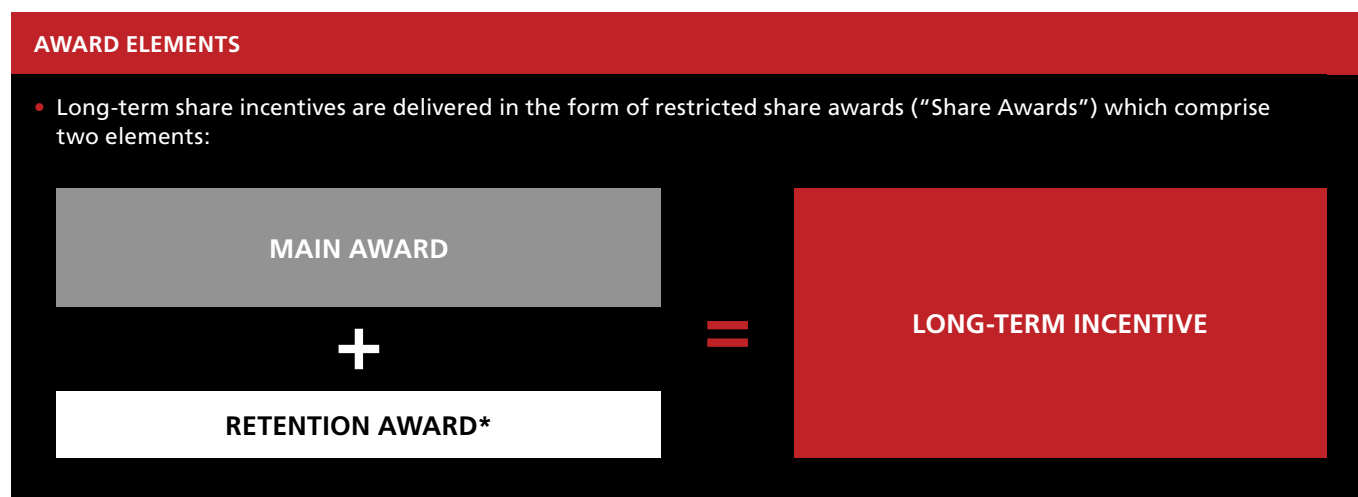 AWARD ELEMENTS
• Long-term share incentives are delivered in the form of restricted share awards (“Share Awards”) which comprise
two elements:
MAIN AWARD
+
RETENTION AWARD*
=
LONG-TERM INCENTIVE